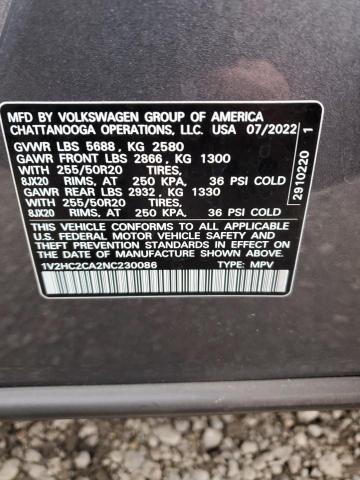 MFD BY VOLKSWAGEN GROUP OF AMERICA
CHATTANOOGA OPERATIONS, LLC. USA 07/2022
GVWR LBS 5688, KG 2580
GAWR FRONT LBS 2866, KG 1300
WITH 255/50R20 TIRES,
8JX20 RIMS, AT 250 KPA, 36 PSI COLD
GAWR REAR LBS 2932, KG 1330
WITH 255/50R20 TIRES,
8JX20 RIMS, AT 250 KPA, 36 PSI COLD
THIS VEHICLE CONFORMS TO ALL APPLICABLE
U.S. FEDERAL MOTOR VEHICLE SAFETY, BUMPER,
AND THEFT PREVENTION STANDARDS IN EFFECT ON
THE DATE OF MANUFACTURE SHOWN ABOVE.
1V2HC2CA2NC230086 TYPE: MPV
2910220 1